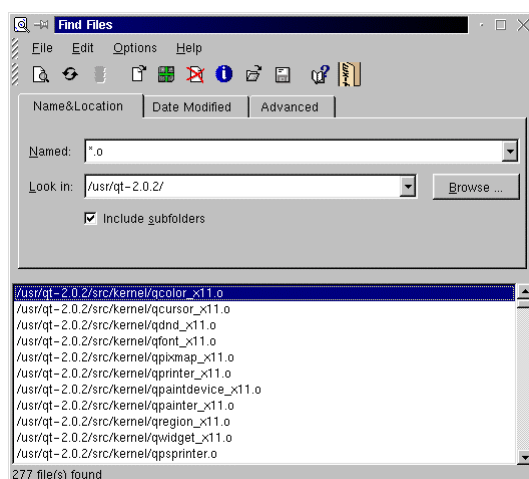 Find Files
File Edit Options Help
Name&Location Date Modified Advanced
Named: *.o
Look in: /usr/qt-2.0.2/ Browse ...
Include subfolders
/usr/qt-2.0.2/src/kernel/qcolor_x11.o
/usr/qt-2.0.2/src/kernel/qcursor_x11.o
/usr/qt-2.0.2/src/kernel/qdnd_x11.o
/usr/qt-2.0.2/src/kernel/qfont_x11.o
/usr/qt-2.0.2/src/kernel/qpixmap_x11.o
/usr/qt-2.0.2/src/kernel/qprinter_x11.o
/usr/qt-2.0.2/src/kernel/qpaintdevice_x11.o
/usr/qt-2.0.2/src/kernel/qpainter_x11.o
/usr/qt-2.0.2/src/kernel/qregion_x11.o
/usr/qt-2.0.2/src/kernel/qwidget_x11.o
/usr/qt-2.0.2/src/kernel/qpsprinter.o
277 file(s) found